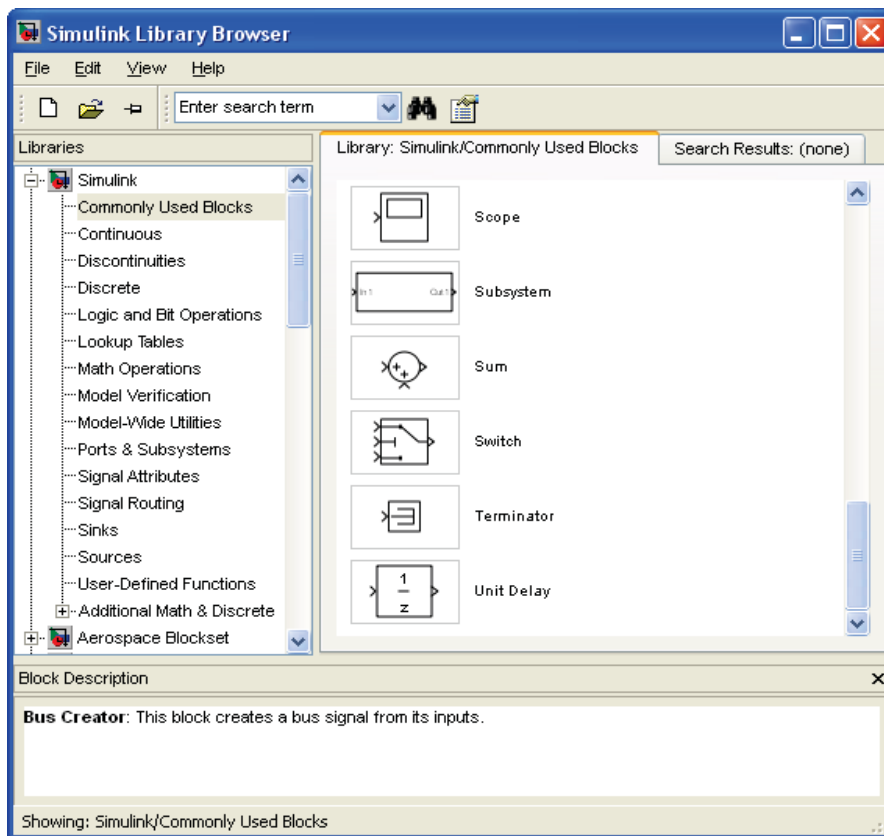 Simulink Library Browser
File Edit View Help
Enter search term
Libraries
Simulink
Commonly Used Blocks
Continuous
Discontinuities
Discrete
Logic and Bit Operations
Lookup Tables
Math Operations
Model Verification
Model-Wide Utilities
Ports & Subsystems
Signal Attributes
Signal Routing
Sinks
Sources
User-Defined Functions
Additional Math & Discrete
Aerospace Blockset
Library: Simulink/Commonly Used Blocks Search Results: (none)
Scope
In1 Out1 Subsystem
Sum
Switch
Terminator
1
z
Unit Delay
Block Description
Bus Creator: This block creates a bus signal from its inputs.
Showing: Simulink/Commonly Used Blocks